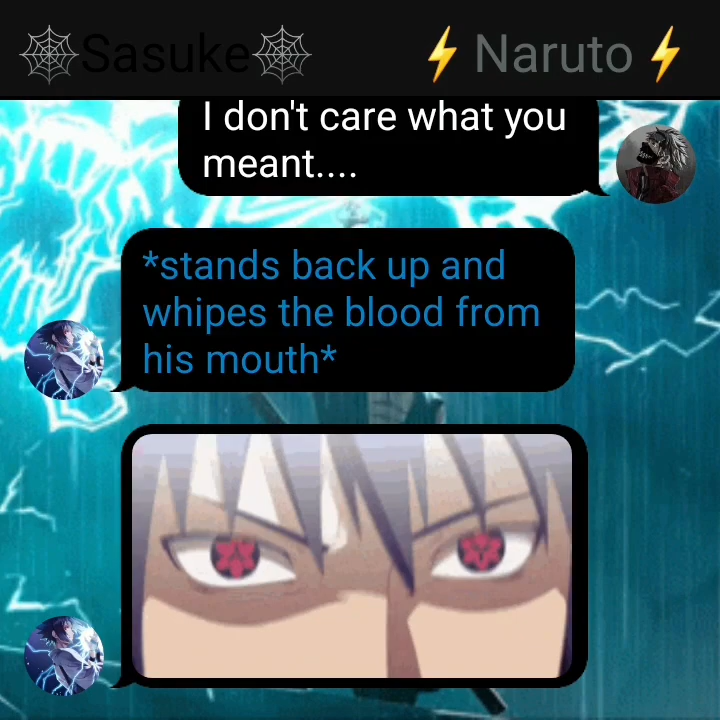 🕸️Sasuke🕸️ ⚡ Naruto ⚡
I don't care what you
meant....
*stands back up and
whipes the blood from
his mouth*